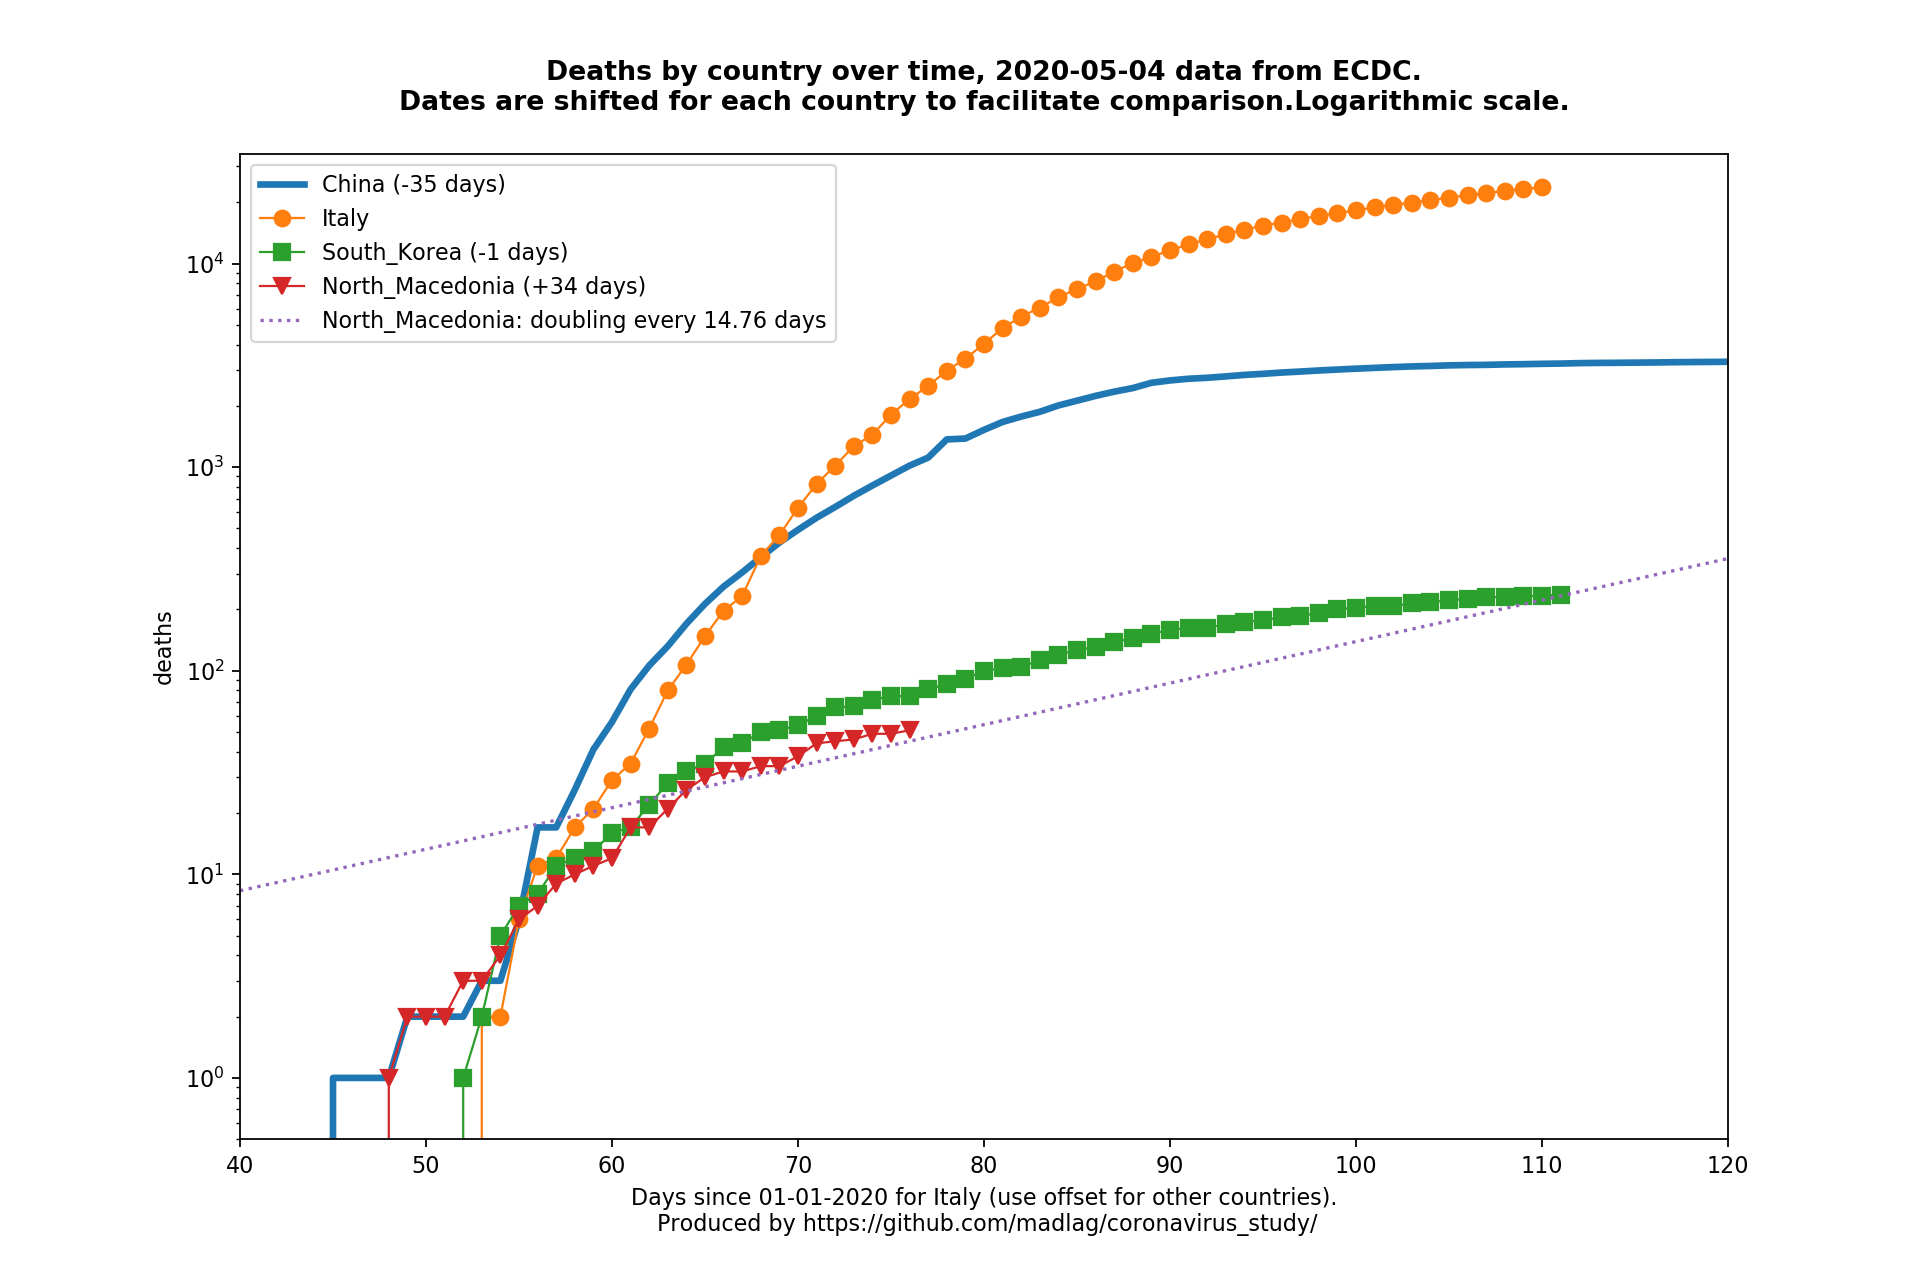 Deaths by country over time, 2020-05-04 data from ECDC.
Dates are shifted for each country to facilitate comparison.Logarithmic scale.
China (-35 days)
Italy
South_Korea (-1 days)
North_Macedonia (+34 days)
North_Macedonia: doubling every 14.76 days
deaths
10⁴
10³
10²
10¹
10⁰
40 50 60 70 80 90 100 110 120
Days since 01-01-2020 for Italy (use offset for other countries).
Produced by https://github.com/madlag/coronavirus_study/